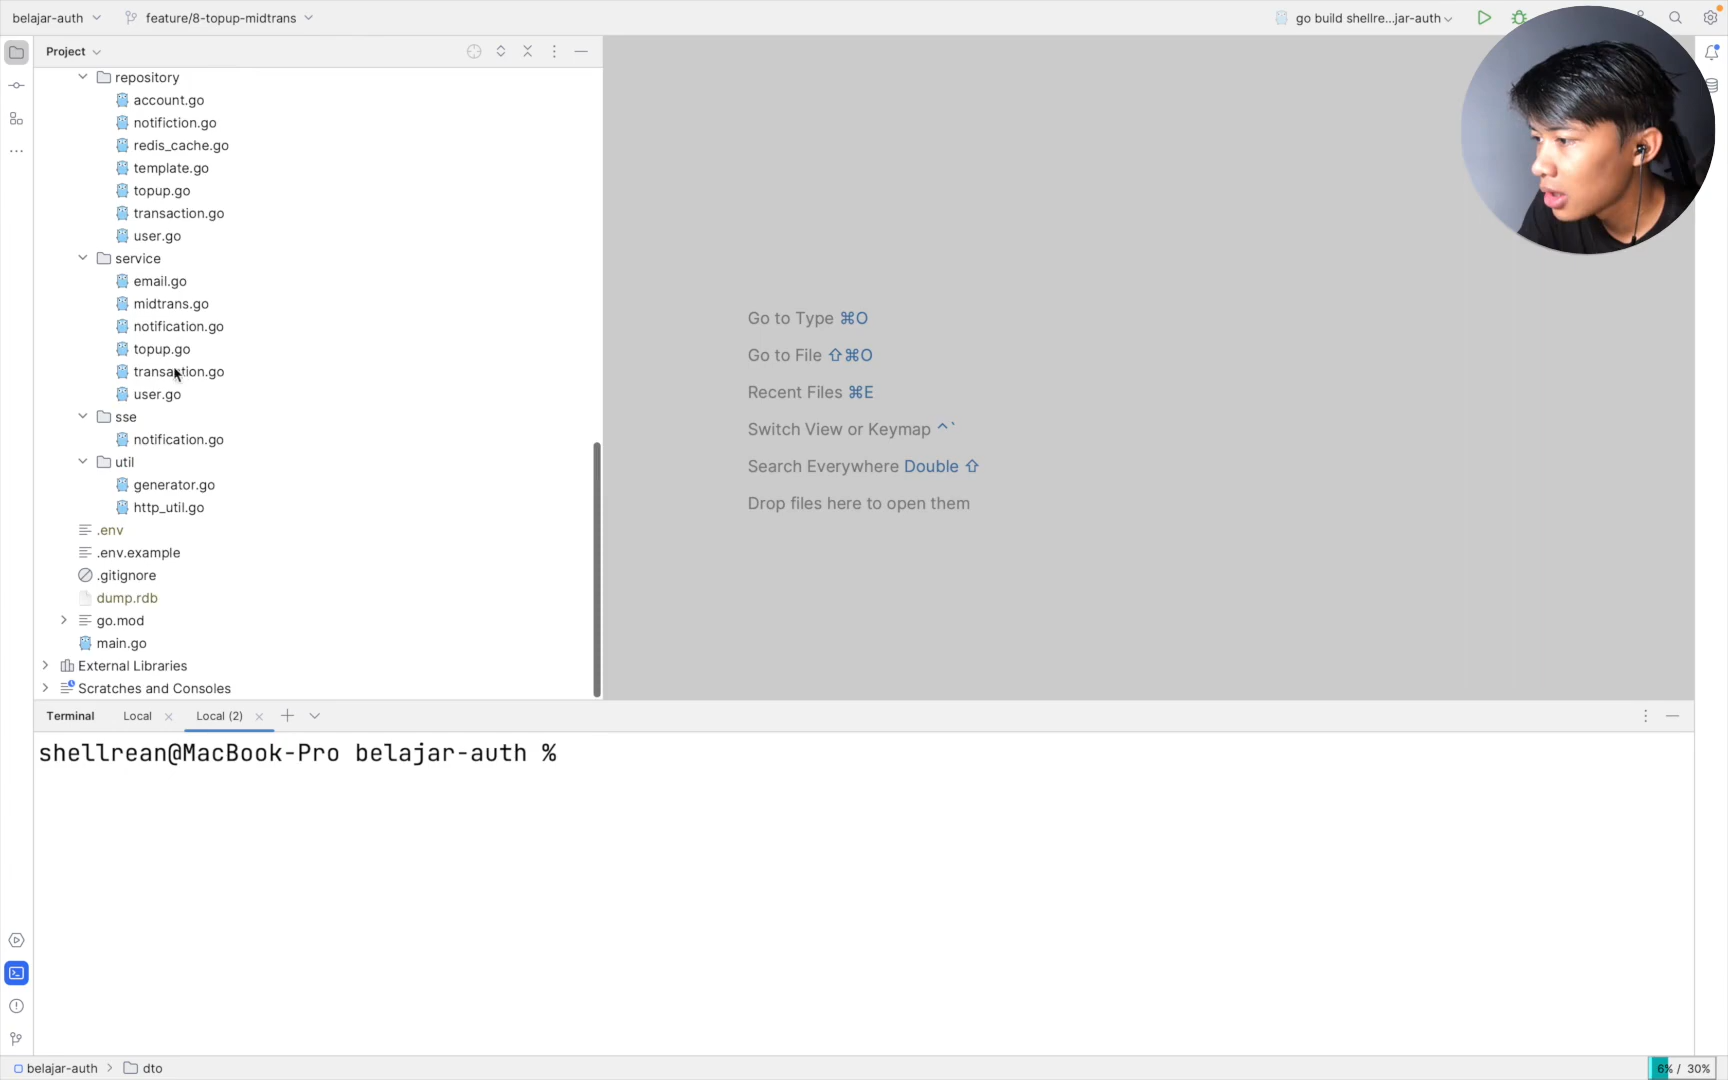 belajar-auth
feature/8-topup-midtrans
go build shellre...jar-auth
Project
repository
account.go
notifiction.go
redis_cache.go
template.go
topup.go
transaction.go
user.go
service
email.go
midtrans.go
notification.go
topup.go
transaction.go
user.go
sse
notification.go
util
generator.go
http_util.go
.env
.env.example
.gitignore
dump.rdb
go.mod
main.go
External Libraries
Scratches and Consoles
Go to Type ⌘O
Go to File ⇧⌘O
Recent Files ⌘E
Switch View or Keymap ^`
Search Everywhere Double ⇧
Drop files here to open them
Terminal
Local
Local (2)
shellrean@MacBook-Pro belajar-auth %
belajar-auth > dto
6% / 30%